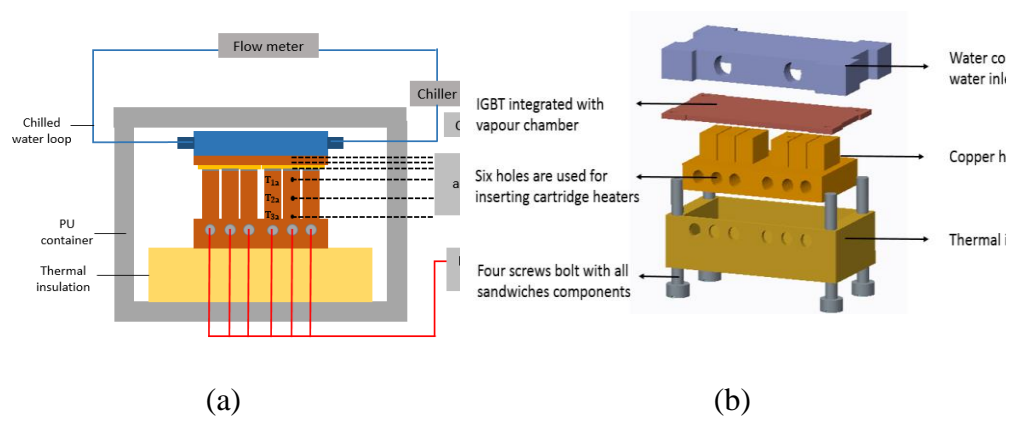 Flow meter
Chiller
Chilled
water loop
T1a
T2a
T3a
a
PU
container
Thermal
insulation
(a)
Water co
water inl
IGBT integrated with
vapour chamber
Copper h
Six holes are used for
inserting cartridge heaters
Thermal i
Four screws bolt with all
sandwiches components
(b)